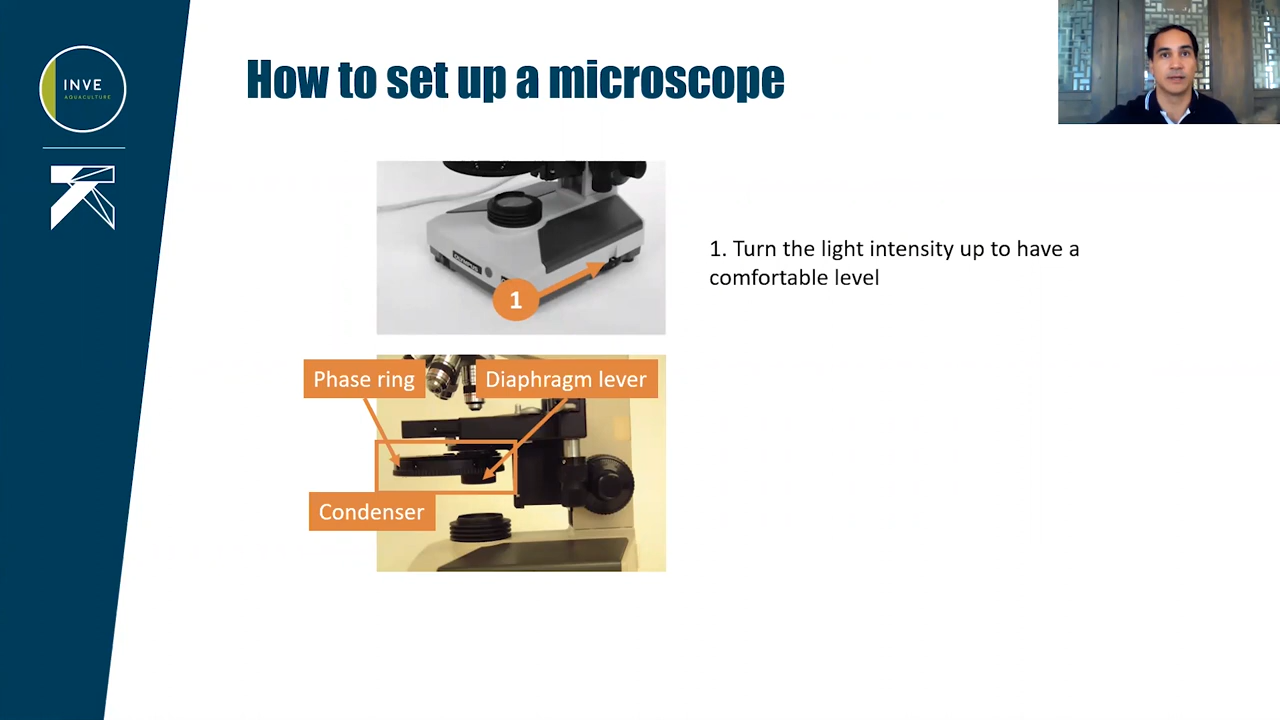 INVE
AQUACULTURE
How to set up a microscope
OLYMPUS
1
1. Turn the light intensity up to have a
comfortable level
Phase ring
Diaphragm lever
Condenser